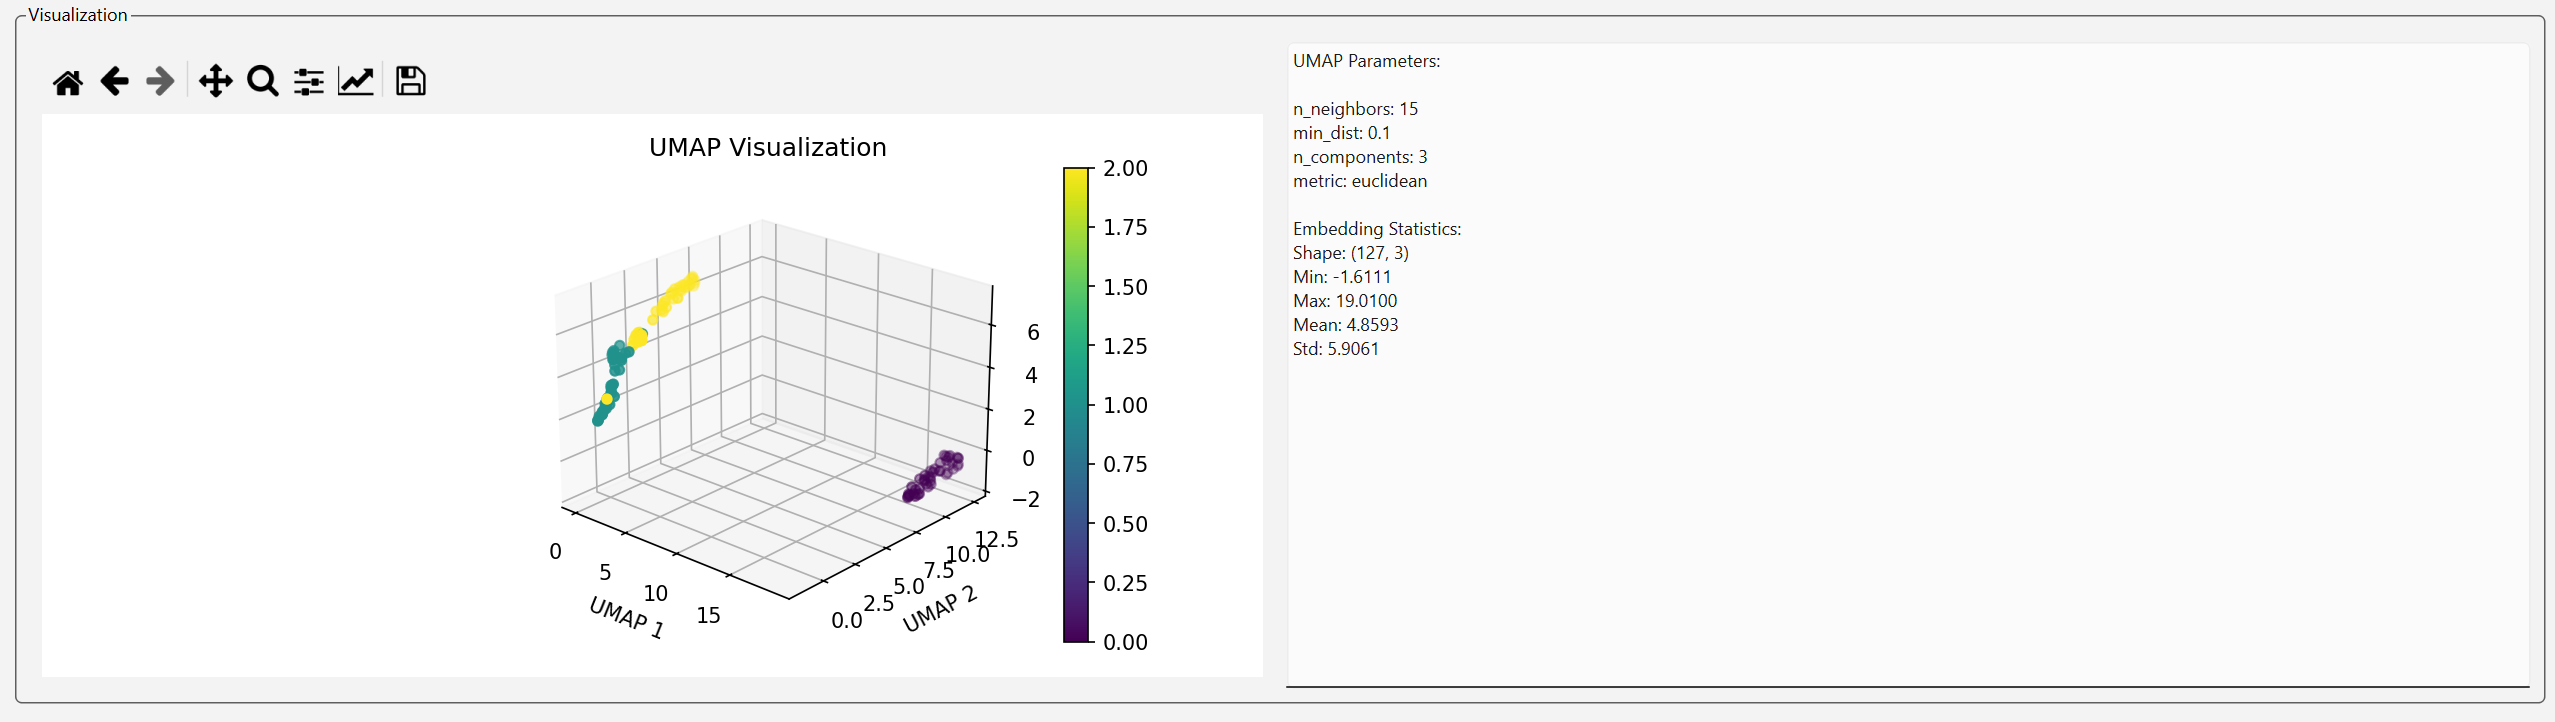 Visualization
UMAP Visualization
2.00
1.75
1.50
1.25
1.00
0.75
0.50
0.25
0.00
6
4
2
0
−2
0
5
10
15
UMAP 1
0.0
2.5
5.0
7.5
10.0
12.5
UMAP 2
UMAP Parameters:
n_neighbors: 15
min_dist: 0.1
n_components: 3
metric: euclidean
Embedding Statistics:
Shape: (127, 3)
Min: -1.6111
Max: 19.0100
Mean: 4.8593
Std: 5.9061